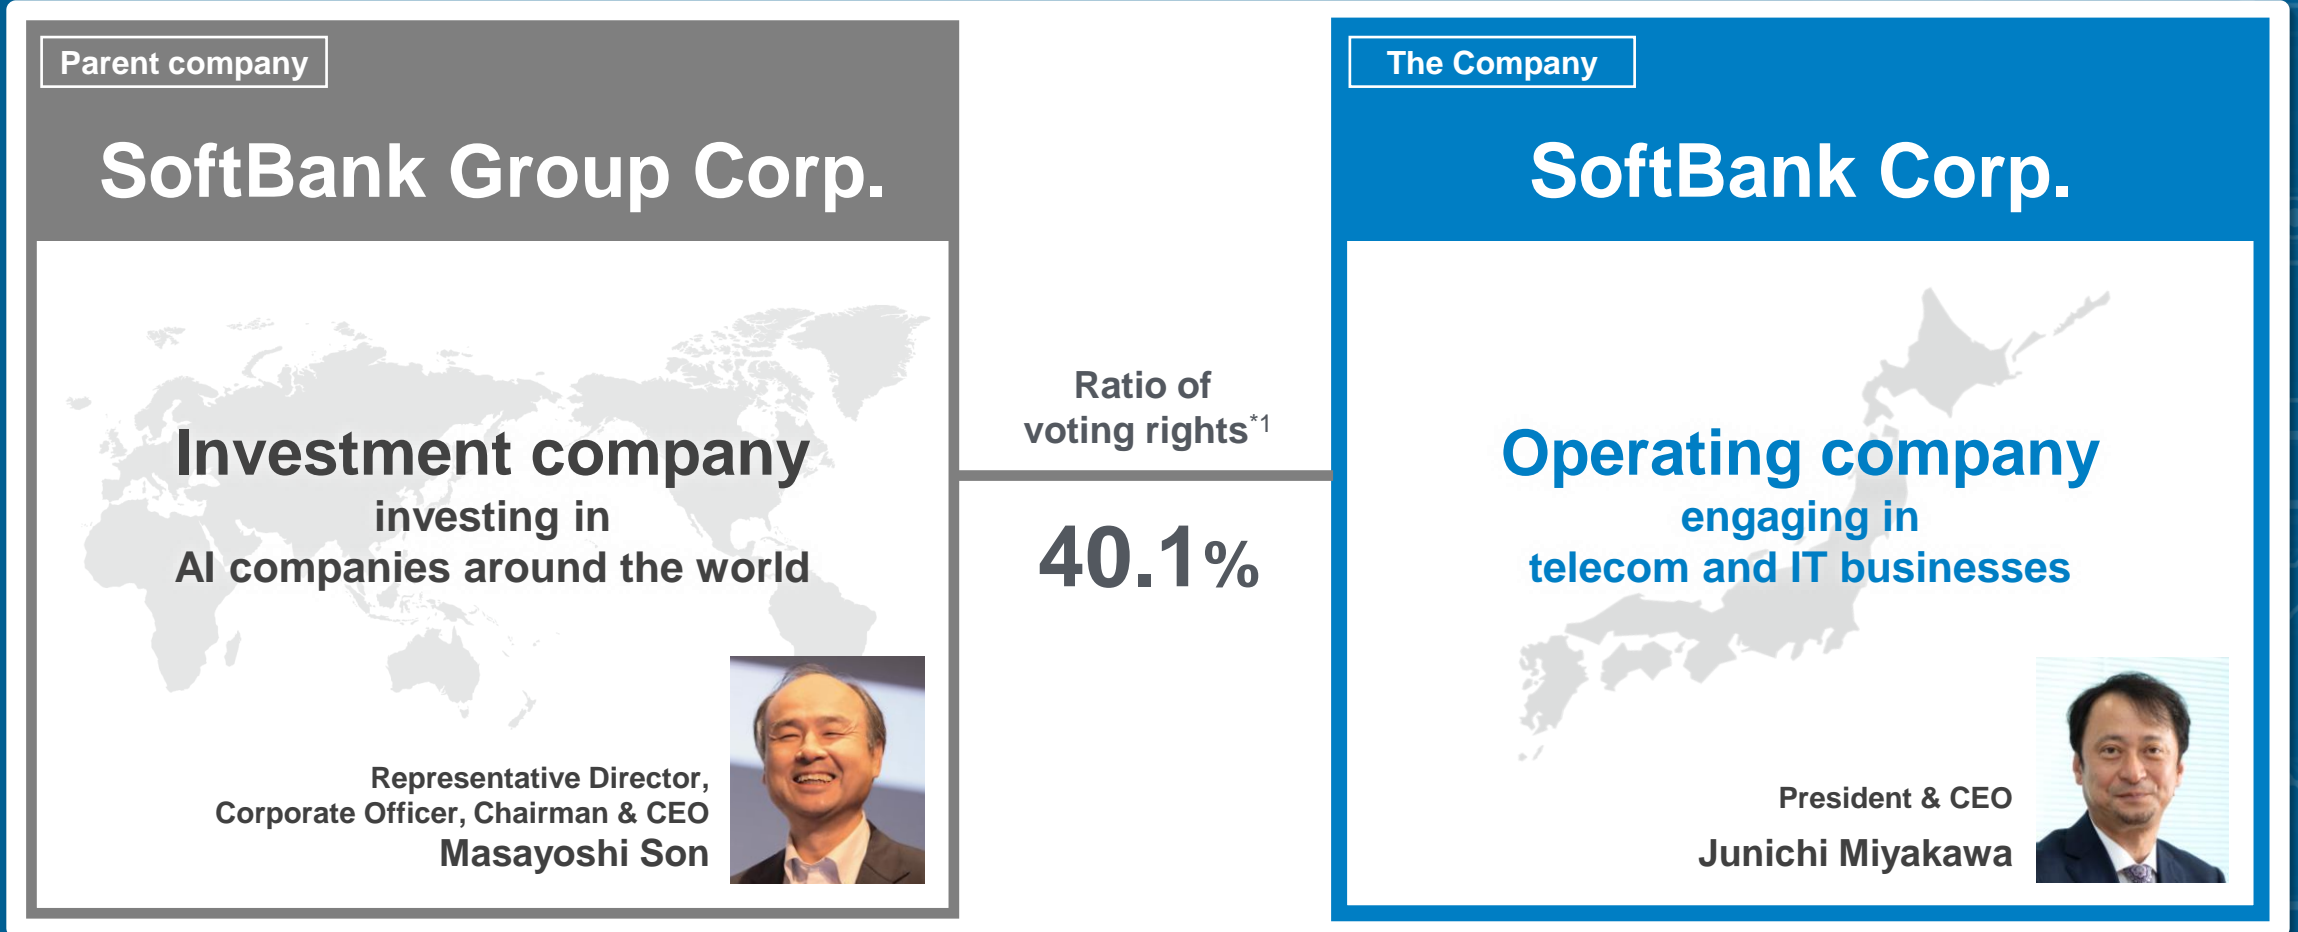 Parent company
SoftBank Group Corp.
Investment company
investing in
AI companies around the world
Representative Director,
Corporate Officer, Chairman & CEO
Masayoshi Son
Ratio of
voting rights*1
40.1%
The Company
SoftBank Corp.
Operating company
engaging in
telecom and IT businesses
President & CEO
Junichi Miyakawa